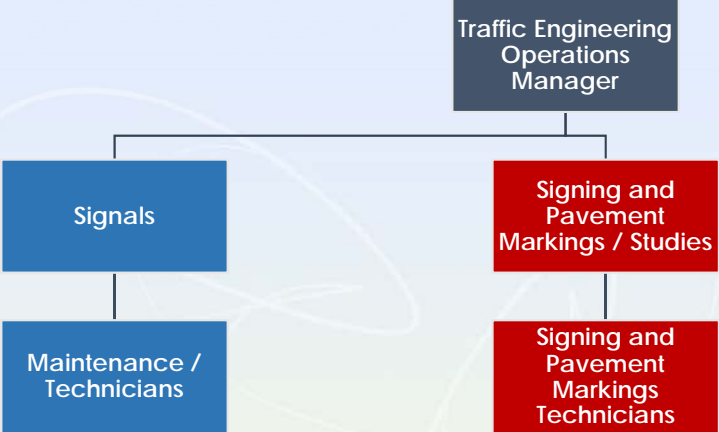 Traffic Engineering
Operations
Manager
Signals
Signing and
Pavement
Markings / Studies
Maintenance /
Technicians
Signing and
Pavement
Markings
Technicians